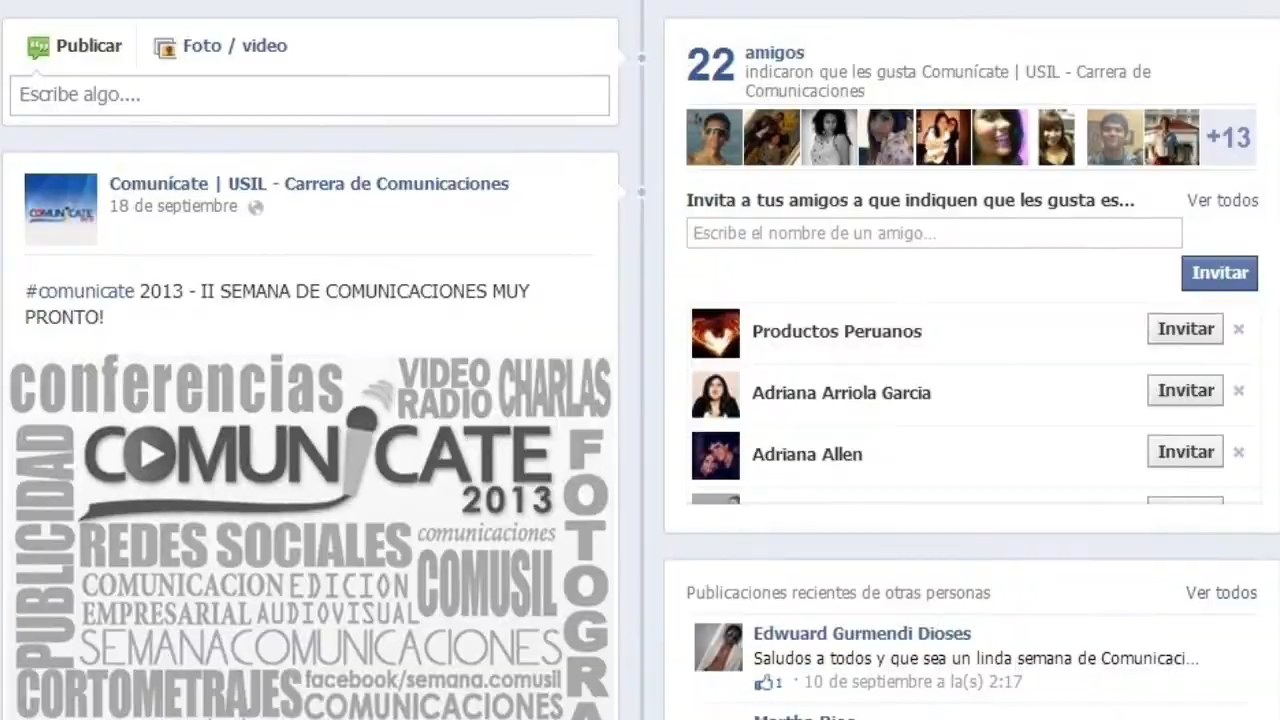 Publicar
Foto / video
Escribe algo....
Comunícate | USIL - Carrera de Comunicaciones
18 de septiembre
COMUNICATE
#comunicate 2013 - II SEMANA DE COMUNICACIONES MUY
PRONTO!
conferencias
VIDEO
RADIO
CHARLAS
PUBLICIDAD
COMUNICATE
2013
REDES SOCIALES
comunicaciones
COMUNICACION EDICION
COMUSIL
EMPRESARIAL AUDIOVISUAL
SEMANACOMUNICACIONES
CORTOMETRAJES
facebook/semana.comusil
COMUNICACIONES
FOTOGRA
22 amigos
indicaron que les gusta Comunícate | USIL - Carrera de
Comunicaciones
+13
Invita a tus amigos a que indiquen que les gusta es...
Ver todos
Escribe el nombre de un amigo...
Invitar
Productos Peruanos
Invitar
Adriana Arriola Garcia
Invitar
Adriana Allen
Invitar
Publicaciones recientes de otras personas
Ver todos
Edwuard Gurmendi Dioses
Saludos a todos y que sea un linda semana de Comunicaci...
1 · 10 de septiembre a la(s) 2:17